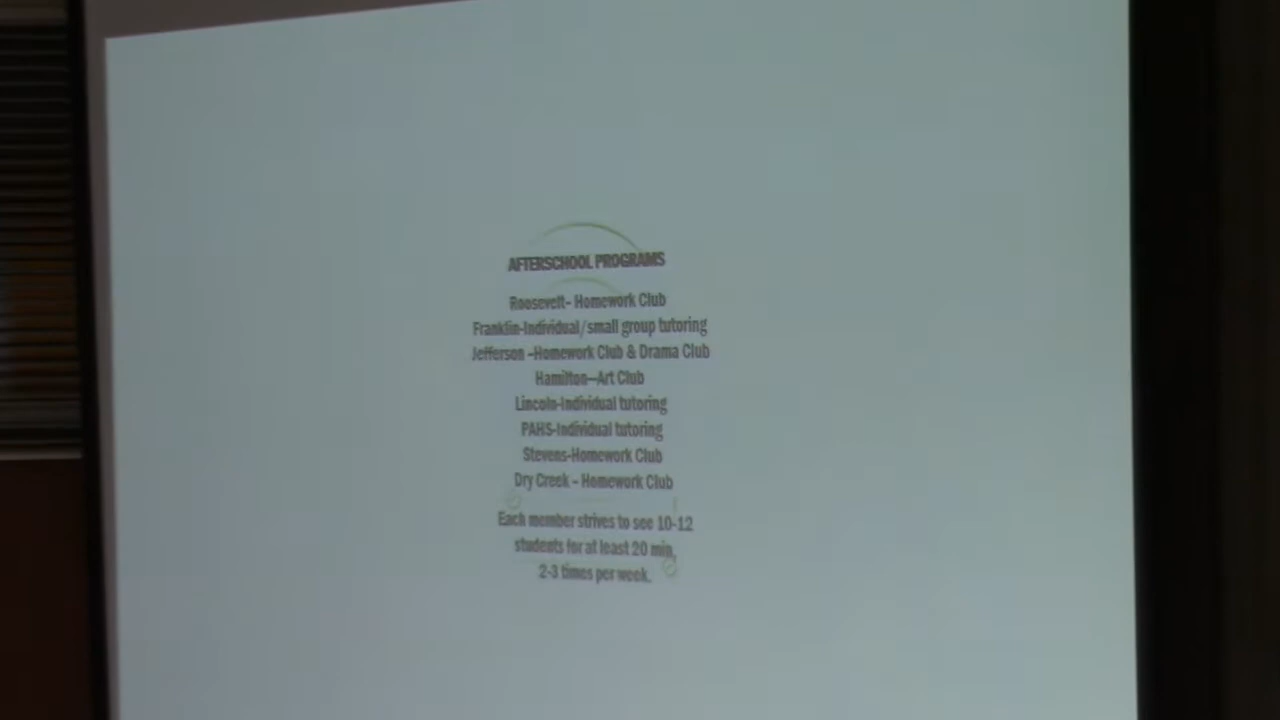 AFTERSCHOOL PROGRAMS
Roosevelt- Homework Club
Franklin-Individual/small group tutoring
Jefferson -Homework Club & Drama Club
Hamilton—Art Club
Lincoln-Individual tutoring
PAHS-Individual tutoring
Stevens-Homework Club
Dry Creek - Homework Club
Each member strives to see 10-12
students for at least 20 min,
2-3 times per week.